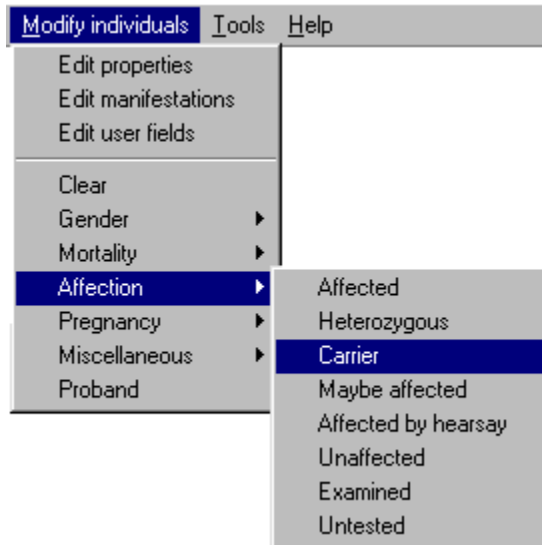 Modify individuals Tools Help
Edit properties
Edit manifestations
Edit user fields
Clear
Gender
Mortality
Affection
Pregnancy
Miscellaneous
Proband
Affected
Heterozygous
Carrier
Maybe affected
Affected by hearsay
Unaffected
Examined
Untested